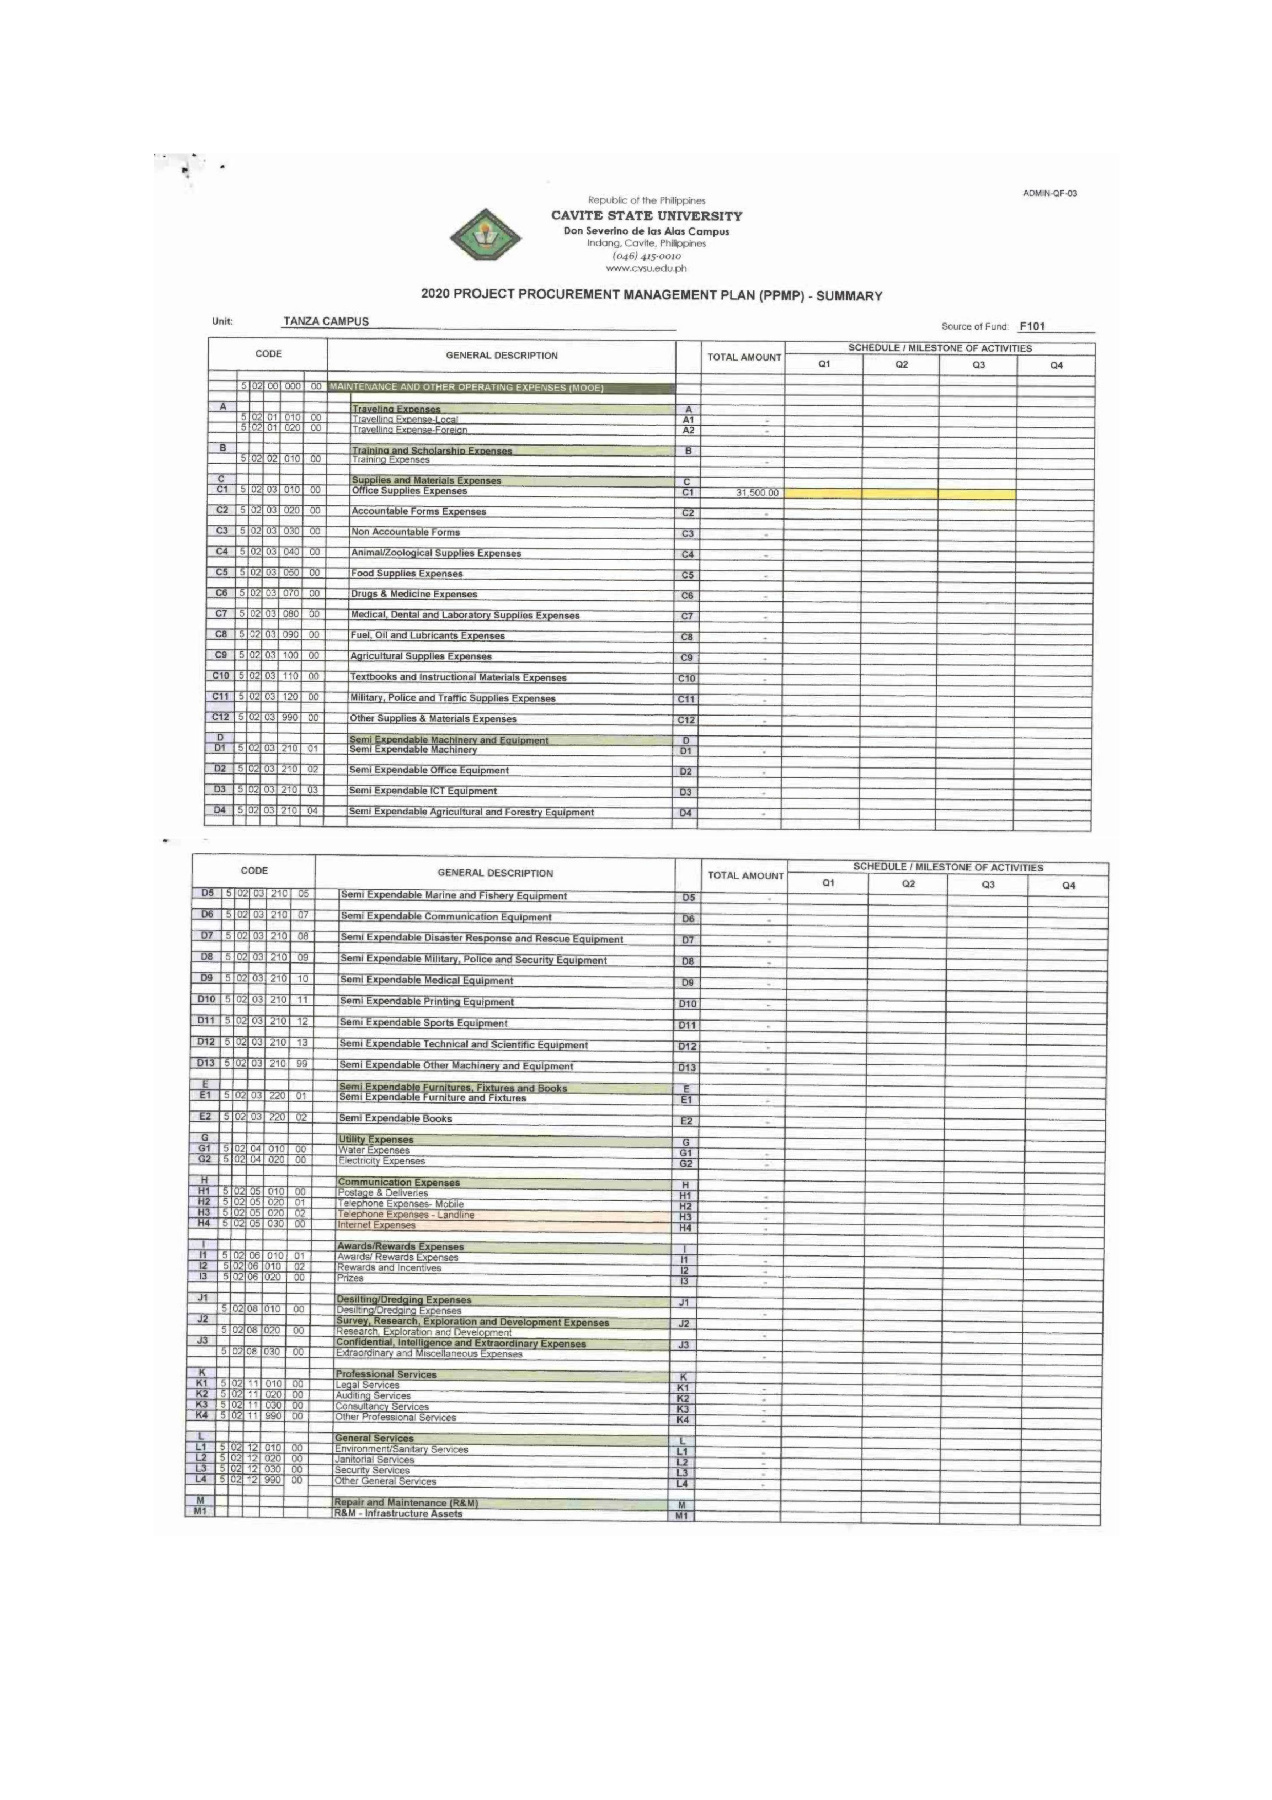 ADMIN-QF-03
Republic of the Philippines
CAVITE STATE UNIVERSITY
Don Severino de las Alas Campus
Indang, Cavite, Philippines
(046) 415-0010
www.cvsu.edu.ph
2020 PROJECT PROCUREMENT MANAGEMENT PLAN (PPMP) - SUMMARY
Unit: TANZA CAMPUS Source of Fund: F101
CODE GENERAL DESCRIPTION TOTAL AMOUNT SCHEDULE / MILESTONE OF ACTIVITIES
Q1 Q2 Q3 Q4
5 02 00 000 00 MAINTENANCE AND OTHER OPERATING EXPENSES (MOOE)
A Traveling Expenses A
5 02 01 010 00 Travelling Expense-Local A1 -
5 02 01 020 00 Travelling Expense-Foreign A2 -
B Training and Scholarship Expenses B
5 02 02 010 00 Training Expenses -
C Supplies and Materials Expenses C
C1 5 02 03 010 00 Office Supplies Expenses C1 31,500.00
C2 5 02 03 020 00 Accountable Forms Expenses C2 -
C3 5 02 03 030 00 Non Accountable Forms C3 -
C4 5 02 03 040 00 Animal/Zoological Supplies Expenses C4 -
C5 5 02 03 050 00 Food Supplies Expenses C5 -
C6 5 02 03 070 00 Drugs & Medicine Expenses C6 -
C7 5 02 03 080 00 Medical, Dental and Laboratory Supplies Expenses C7 -
C8 5 02 03 090 00 Fuel, Oil and Lubricants Expenses C8 -
C9 5 02 03 100 00 Agricultural Supplies Expenses C9 -
C10 5 02 03 110 00 Textbooks and Instructional Materials Expenses C10 -
C11 5 02 03 120 00 Military, Police and Traffic Supplies Expenses C11 -
C12 5 02 03 990 00 Other Supplies & Materials Expenses C12 -
D Semi Expendable Machinery and Equipment D
D1 5 02 03 210 01 Semi Expendable Machinery D1 -
D2 5 02 03 210 02 Semi Expendable Office Equipment D2 -
D3 5 02 03 210 03 Semi Expendable ICT Equipment D3 -
D4 5 02 03 210 04 Semi Expendable Agricultural and Forestry Equipment D4 -
CODE GENERAL DESCRIPTION TOTAL AMOUNT SCHEDULE / MILESTONE OF ACTIVITIES
Q1 Q2 Q3 Q4
D5 5 02 03 210 05 Semi Expendable Marine and Fishery Equipment D5 -
D6 5 02 03 210 07 Semi Expendable Communication Equipment D6 -
D7 5 02 03 210 08 Semi Expendable Disaster Response and Rescue Equipment D7 -
D8 5 02 03 210 09 Semi Expendable Military, Police and Security Equipment D8 -
D9 5 02 03 210 10 Semi Expendable Medical Equipment D9 -
D10 5 02 03 210 11 Semi Expendable Printing Equipment D10 -
D11 5 02 03 210 12 Semi Expendable Sports Equipment D11 -
D12 5 02 03 210 13 Semi Expendable Technical and Scientific Equipment D12 -
D13 5 02 03 210 99 Semi Expendable Other Machinery and Equipment D13 -
E Semi Expendable Furnitures, Fixtures and Books E
E1 5 02 03 220 01 Semi Expendable Furniture and Fixtures E1 -
E2 5 02 03 220 02 Semi Expendable Books E2 -
G Utility Expenses G
G1 5 02 04 010 00 Water Expenses G1 -
G2 5 02 04 020 00 Electricity Expenses G2 -
H Communication Expenses H
H1 5 02 05 010 00 Postage & Deliveries H1 -
H2 5 02 05 020 01 Telephone Expenses- Mobile H2 -
H3 5 02 05 020 02 Telephone Expenses - Landline H3 -
H4 5 02 05 030 00 Internet Expenses H4 -
I Awards/Rewards Expenses I
I1 5 02 06 010 01 Awards/ Rewards Expenses I1 -
I2 5 02 06 010 02 Rewards and Incentives I2 -
I3 5 02 06 020 00 Prizes I3 -
J1 Desilting/Dredging Expenses J1
5 02 08 010 00 Desilting/Dredging Expenses -
J2 Survey, Research, Exploration and Development Expenses J2
5 02 08 020 00 Research, Exploration and Development -
J3 Confidential, Intelligence and Extraordinary Expenses J3
5 02 08 030 00 Extraordinary and Miscellaneous Expenses -
K Professional Services K
K1 5 02 11 010 00 Legal Services K1 -
K2 5 02 11 020 00 Auditing Services K2 -
K3 5 02 11 030 00 Consultancy Services K3 -
K4 5 02 11 990 00 Other Professional Services K4 -
L General Services L
L1 5 02 12 010 00 Environment/Sanitary Services L1 -
L2 5 02 12 020 00 Janitorial Services L2 -
L3 5 02 12 030 00 Security Services L3 -
L4 5 02 12 990 00 Other General Services L4 -
M Repair and Maintenance (R&M) M
M1 R&M - Infrastructure Assets M1